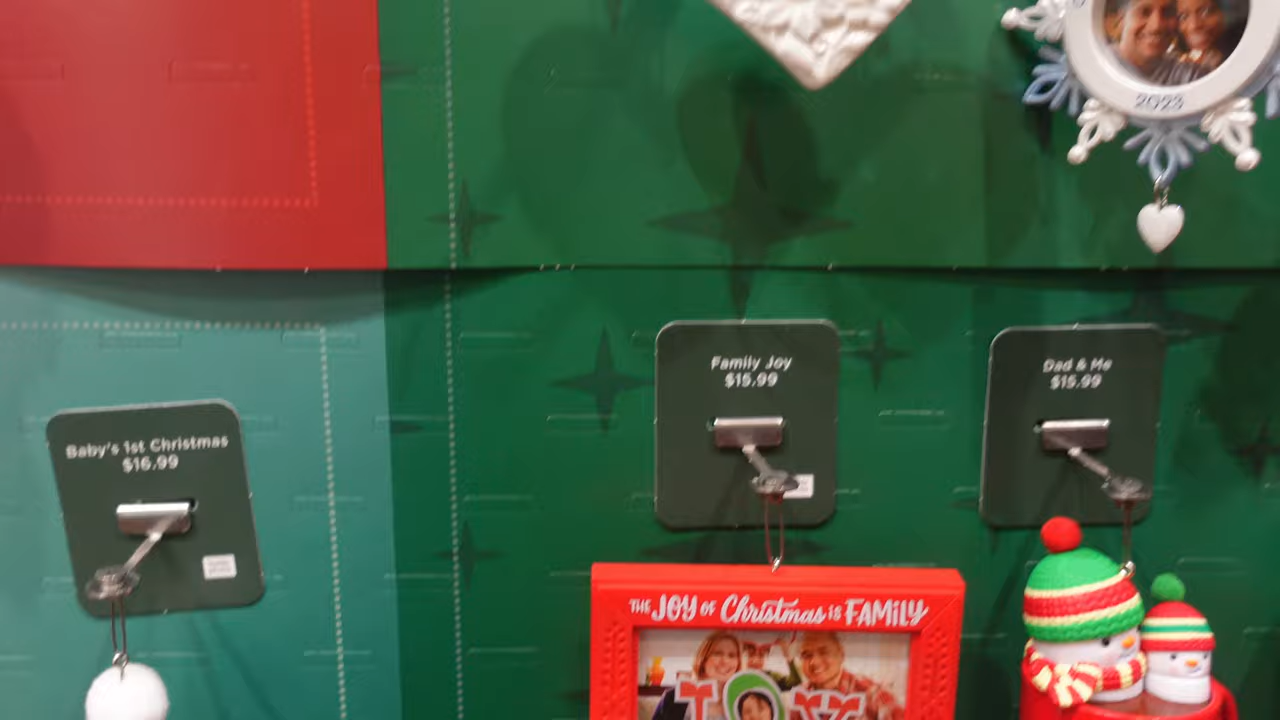 2023
Family Joy
$15.99
Dad & Me
$15.99
Baby's 1st Christmas
$16.99
THE JOY OF Christmas IS FAMILY
JOY